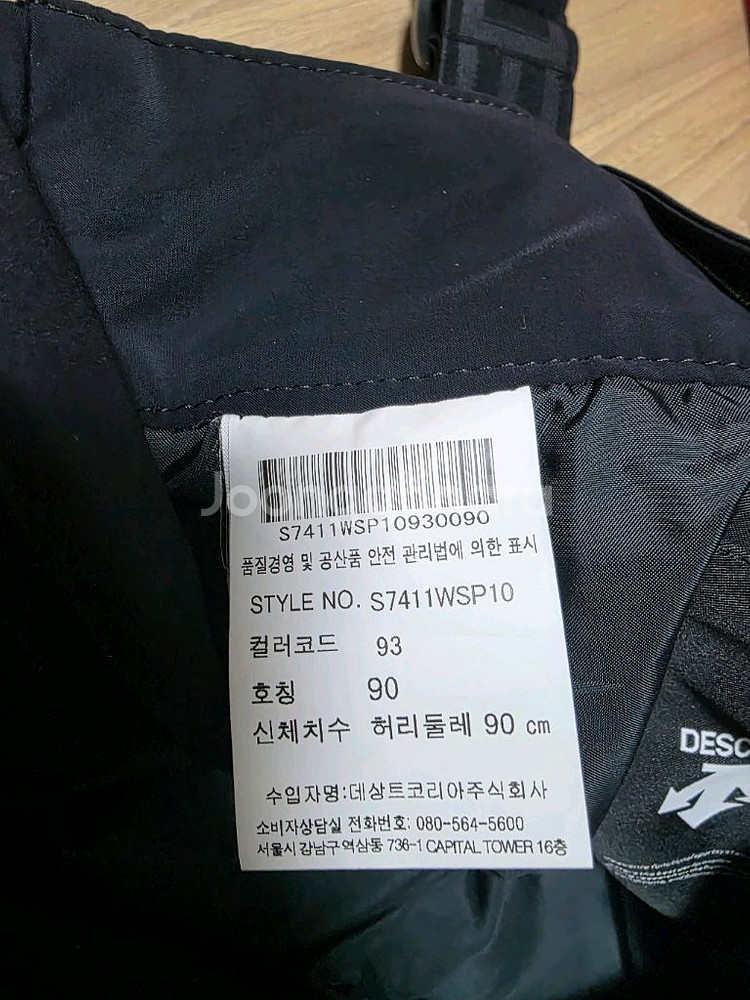 S7411WSP10930090
품질경영 및 공산품 안전 관리법에 의한 표시
STYLE NO. S7411WSP10
컬러코드 93
호칭 90
신체치수 허리둘레 90 cm
수입자명:데상트코리아주식회사
소비자상담실 전화번호: 080-564-5600
서울시 강남구 역삼동 736-1 CAPITAL TOWER 16층
DESC